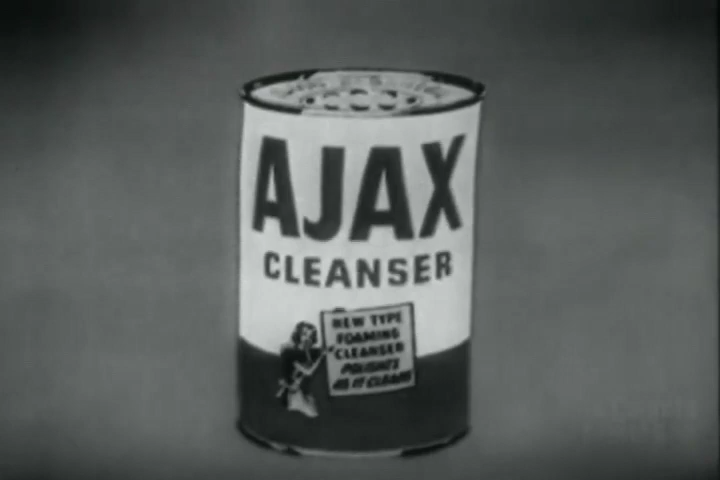 AJAX
CLEANSER
NEW TYPE
FOAMING
CLEANSER
POLISHES
AS IT CLEANS